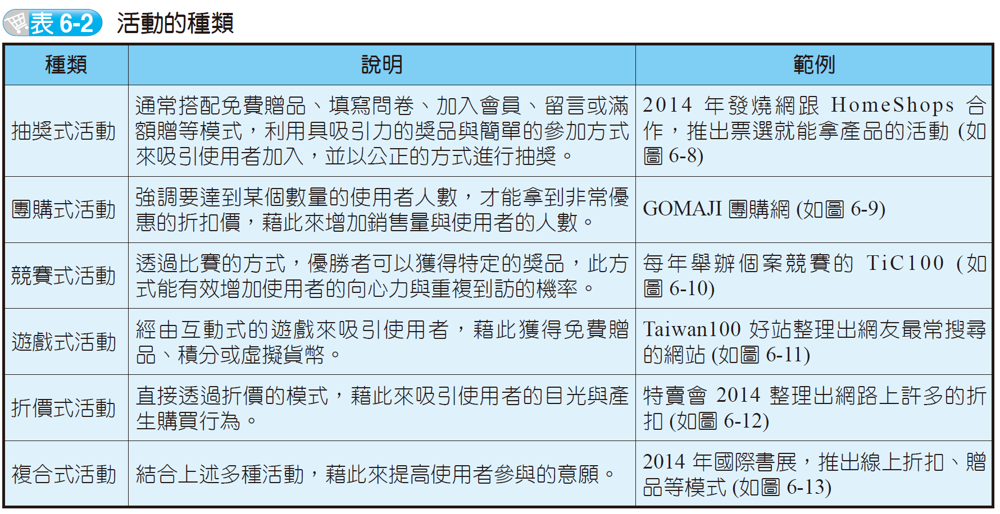 表 6-2 活動的種類
種類
說明
範例
抽獎式活動
通常搭配免費贈品、填寫問卷、加入會員、留言或滿
額贈等模式，利用具吸引力的獎品與簡單的參加方式
來吸引使用者加入，並以公正的方式進行抽獎。
2014 年發燒網跟 HomeShops 合
作，推出票選就能拿產品的活動 (如
圖 6-8)
團購式活動
強調要達到某個數量的使用者人數，才能拿到非常優
惠的折扣價，藉此來增加銷售量與使用者的人數。
GOMAJI 團購網 (如圖 6-9)
競賽式活動
透過比賽的方式，優勝者可以獲得特定的獎品，此方
式能有效增加使用者的向心力與重複到訪的機率。
每年舉辦個案競賽的 TiC100 (如
圖 6-10)
遊戲式活動
經由互動式的遊戲來吸引使用者，藉此獲得免費贈
品、積分或虛擬貨幣。
Taiwan100 好站整理出網友最常搜尋
的網站 (如圖 6-11)
折價式活動
直接透過折價的模式，藉此來吸引使用者的目光與產
生購買行為。
特賣會 2014 整理出網路上許多的折
扣 (如圖 6-12)
複合式活動
結合上述多種活動，藉此來提高使用者參與的意願。
2014 年國際書展，推出線上折扣、贈
品等模式 (如圖 6-13)